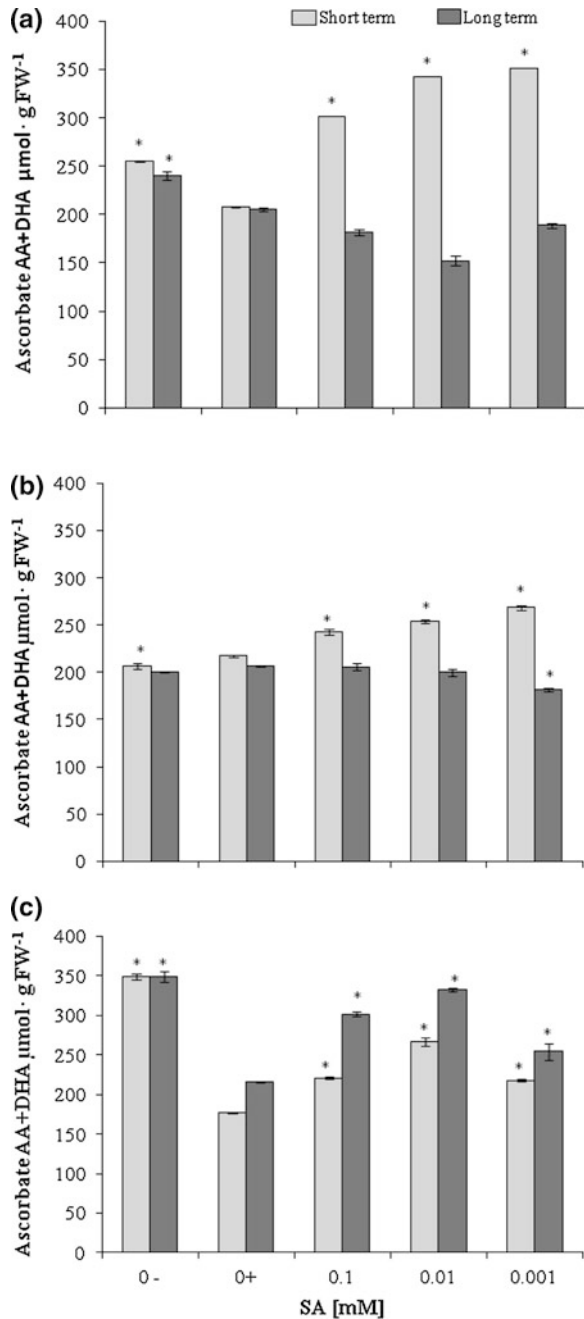 (a)
Short term Long term
Ascorbate AA+DHA μmol· gFW-1
400
350
300
250
200
150
100
50
0
* * * * *
(b)
Ascorbate AA+DHA μmol· gFW-1
400
350
300
250
200
150
100
50
0
* * * * *
(c)
Ascorbate AA+DHA μmol· gFW-1
400
350
300
250
200
150
100
50
0
* * * * * * * *
0 - 0+ 0.1 0.01 0.001
SA [mM]